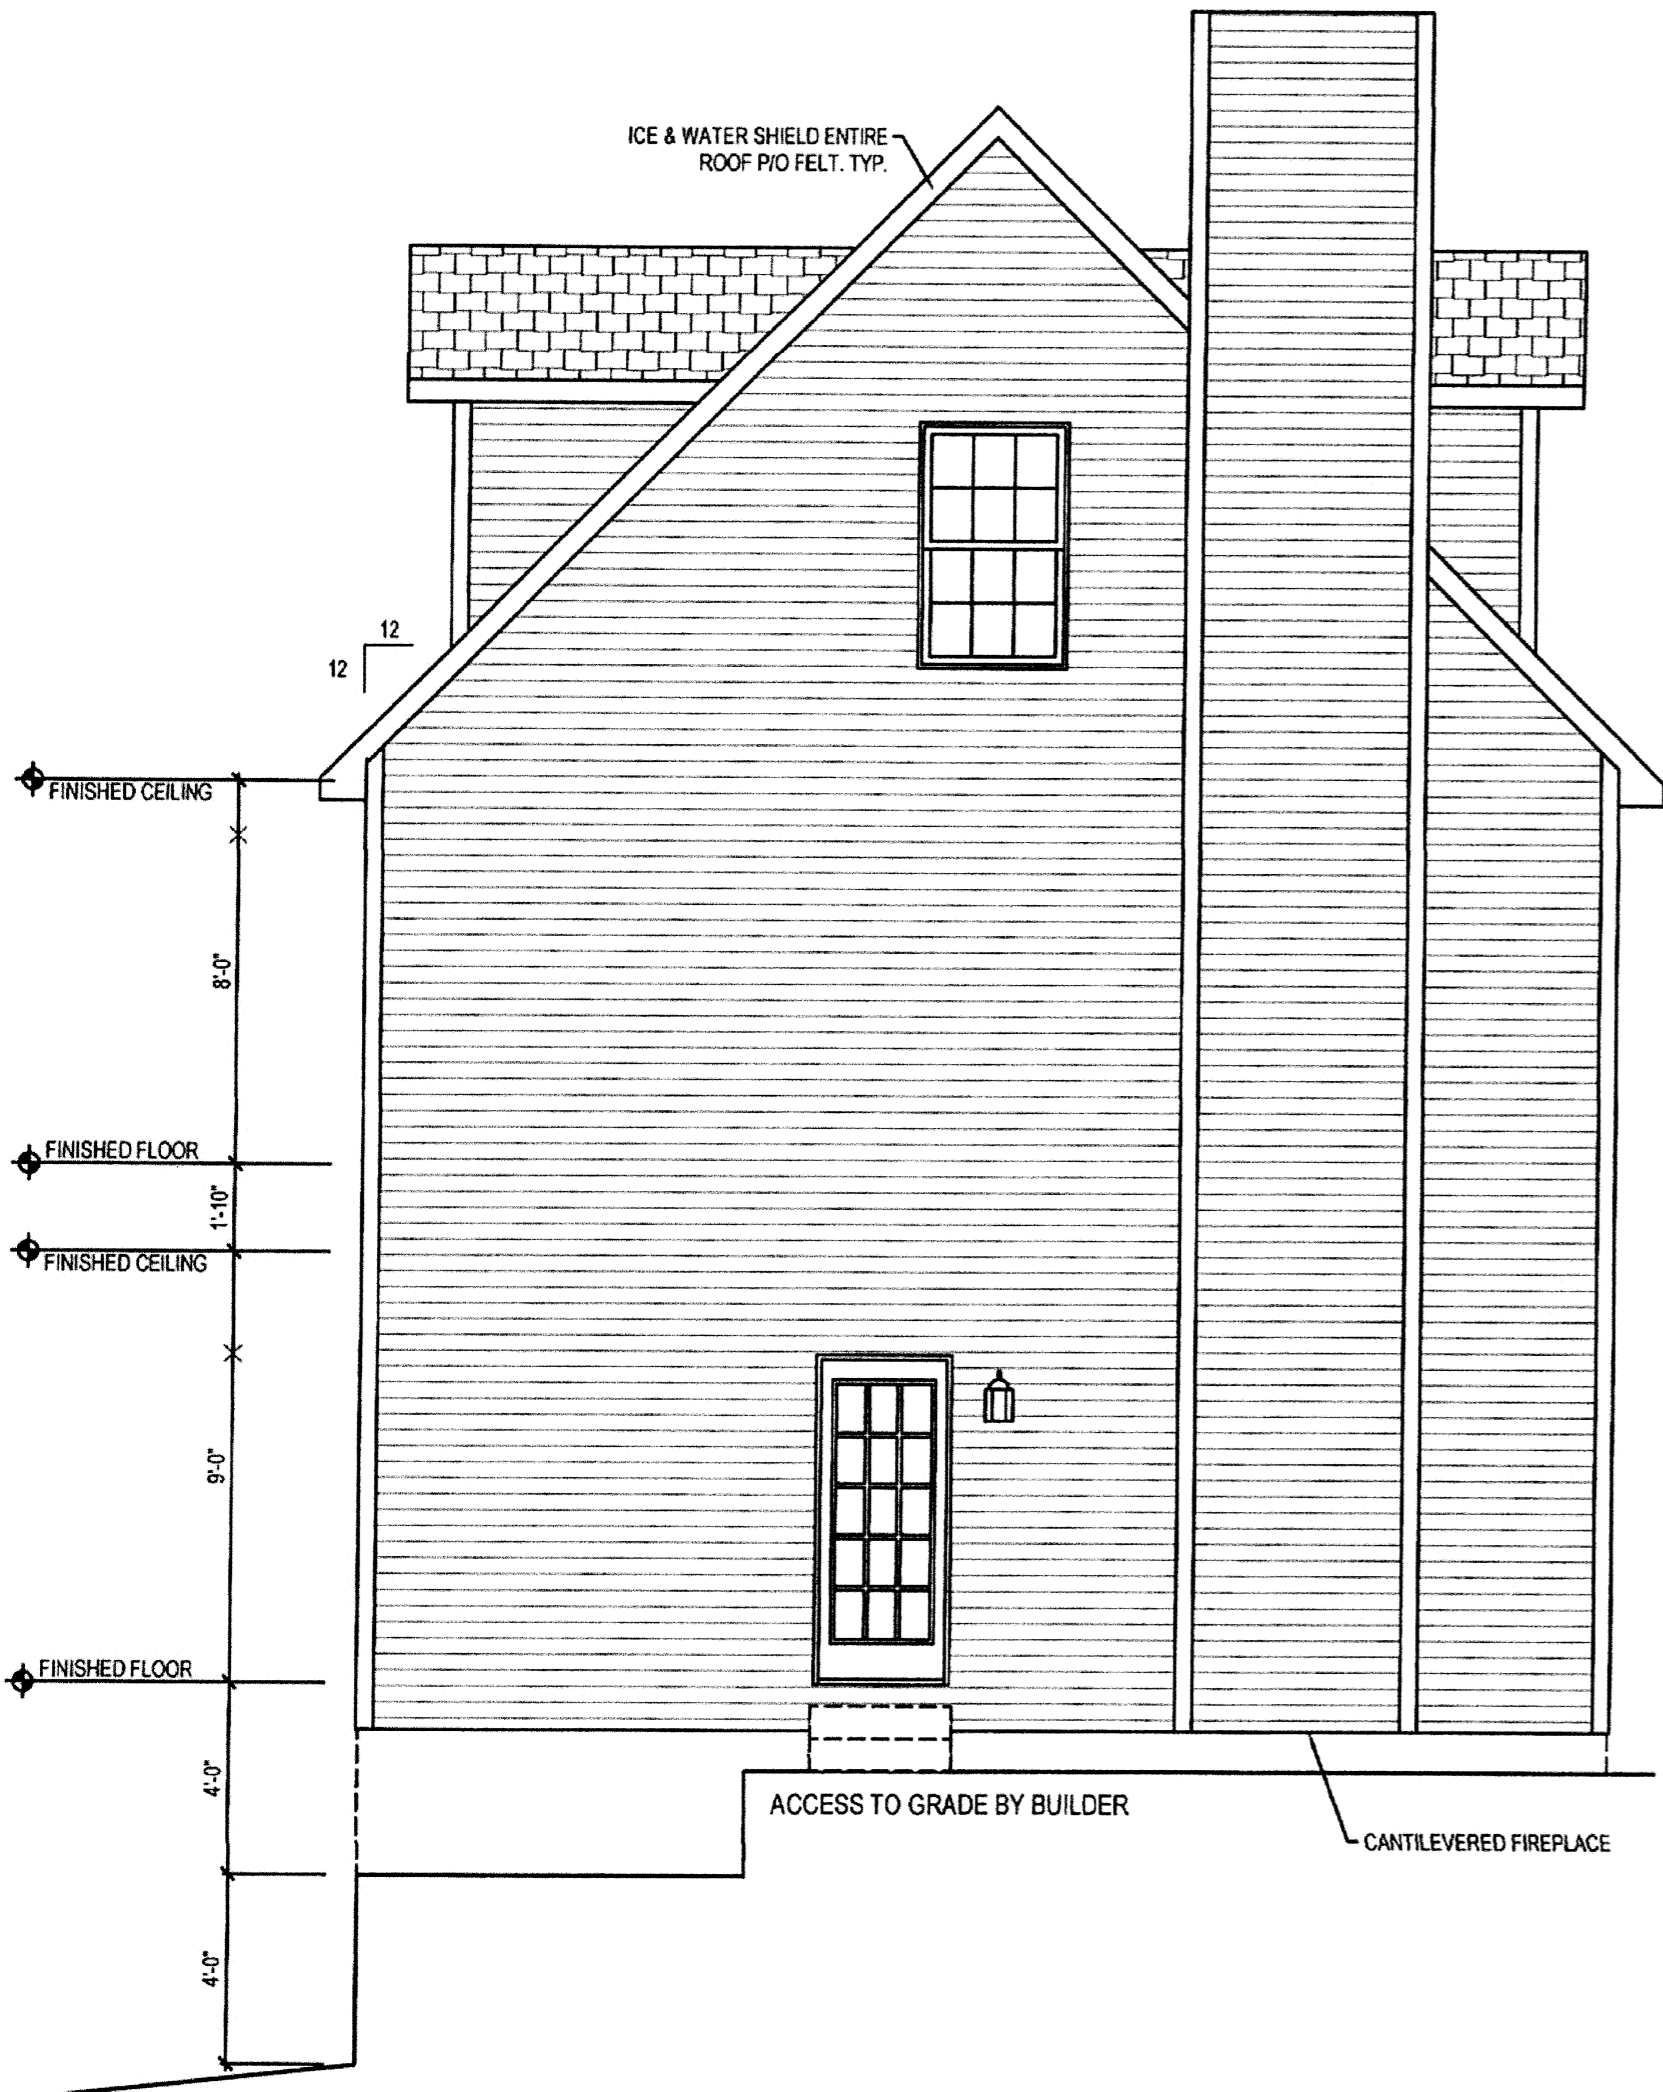 ICE & WATER SHIELD ENTIRE
ROOF P/O FELT. TYP.
12
12
FINISHED CEILING
8'-0"
FINISHED FLOOR
1'-10"
FINISHED CEILING
9'-0"
FINISHED FLOOR
4'-0"
ACCESS TO GRADE BY BUILDER
CANTILEVERED FIREPLACE
4'-0"